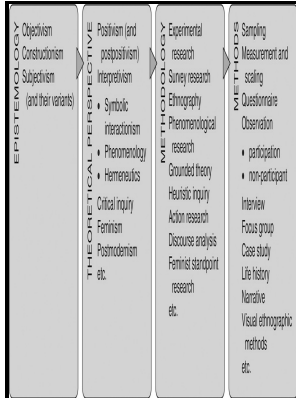 EPISTEMOLOGY
Objectivism
Constructionism
Subjectivism
(and their variants)
THEORETICAL PERSPECTIVE
Positivism (and
postpositivism)
Interpretivism
• Symbolic
interactionism
• Phenomenology
• Hermeneutics
Critical inquiry
Feminism
Postmodernism
etc.
METHODOLOGY
Experimental
research
Survey research
Ethnography
Phenomenological
research
Grounded theory
Heuristic inquiry
Action research
Discourse analysis
Feminist standpoint
research
etc.
METHODS
Sampling
Measurement and
scaling
Questionnaire
Observation
• participation
• non-participant
Interview
Focus group
Case study
Life history
Narrative
Visual ethnographic
methods
etc.